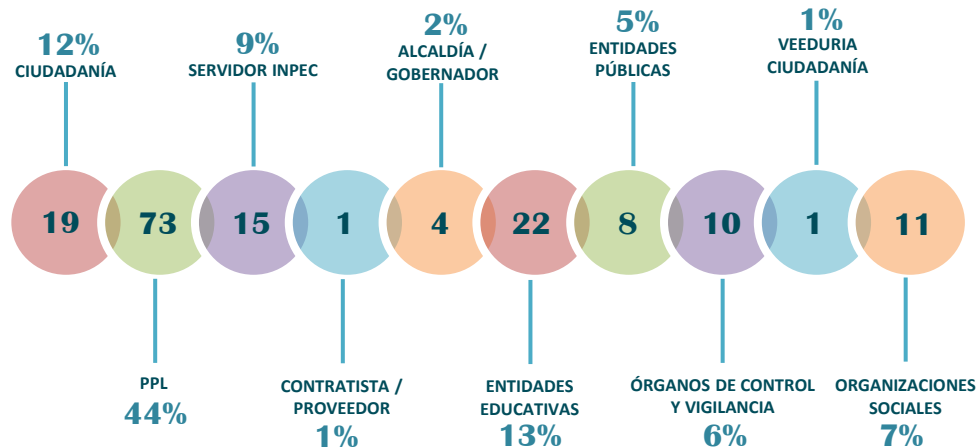 12%
CIUDADANÍA
9%
SERVIDOR INPEC
2%
ALCALDÍA /
GOBERNADOR
5%
ENTIDADES
PÚBLICAS
1%
VEEDURIA
CIUDADANÍA
19
73
15
1
4
22
8
10
1
11
PPL
44%
CONTRATISTA /
PROVEEDOR
1%
ENTIDADES
EDUCATIVAS
13%
ÓRGANOS DE CONTROL
Y VIGILANCIA
6%
ORGANIZACIONES
SOCIALES
7%